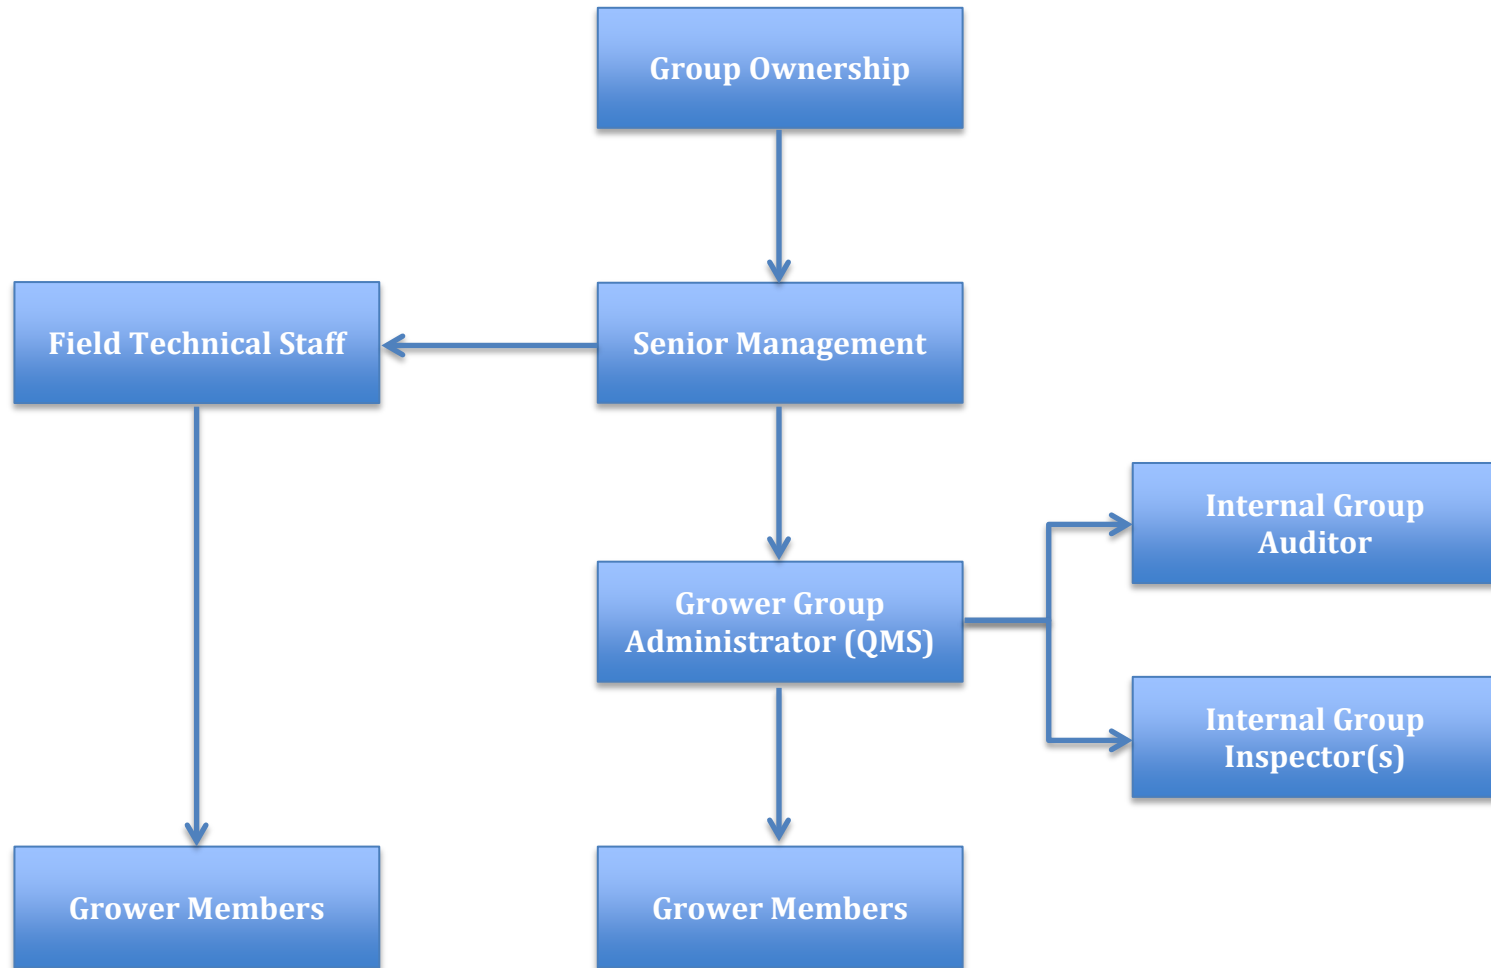 Group Ownership
Field Technical Staff
Senior Management
Internal Group
Auditor
Grower Group
Administrator (QMS)
Internal Group
Inspector(s)
Grower Members
Grower Members